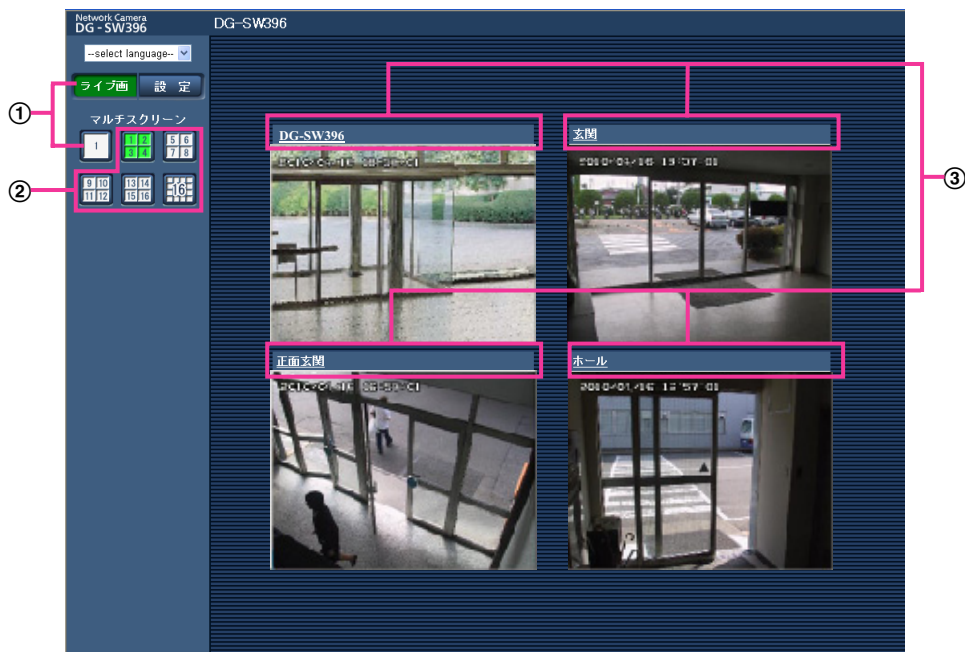 Network Camera
DG-SW396
DG-SW396
--select language--
ライブ画
設 定
①
マルチスクリーン
1
1 2
3 4
5 6
7 8
②
9 10
11 12
13 14
15 16
16
③
DG-SW396
玄関
2010/04/16 13:57:01
正面玄関
ホール
2010/04/16 13:57:01